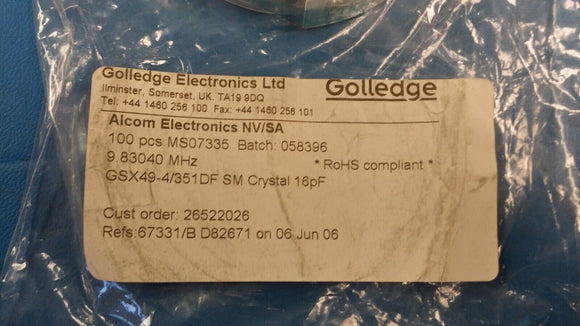 Golledge Electronics Ltd
Golledge
Ilminster, Somerset, UK. TA19 9DQ
Tel: +44 1460 256 100 Fax: +44 1460 256 101
Alcom Electronics NV/SA
100 pcs MS07335 Batch: 058396
9.83040 MHz * RoHS compliant *
GSX49-4/351DF SM Crystal 16pF
Cust order: 26522026
Refs:67331/B D82671 on 06 Jun 06